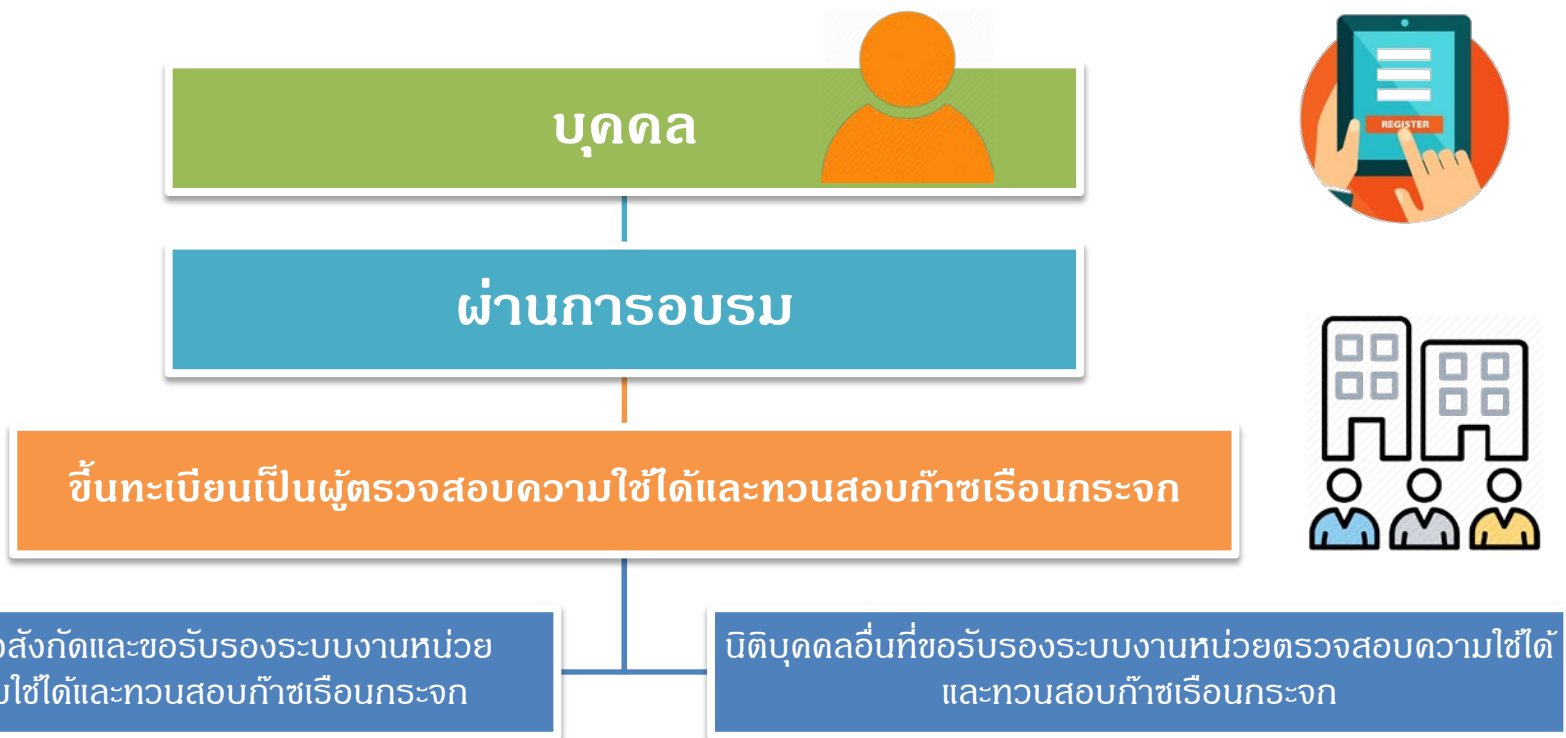 บุคคล
REGISTER
ผ่านการอบรม
ขึ้นทะเบียนเป็นผู้ตรวจสอบความใช้ได้และทวนสอบก๊าซเรือนกระจก
สังกัดและขอรับรองระบบงานหน่วย
ใช้ได้และทวนสอบก๊าซเรือนกระจก
นิติบุคคลอื่นที่ขอรับรองระบบงานหน่วยตรวจสอบความใช้ได้
และทวนสอบก๊าซเรือนกระจก